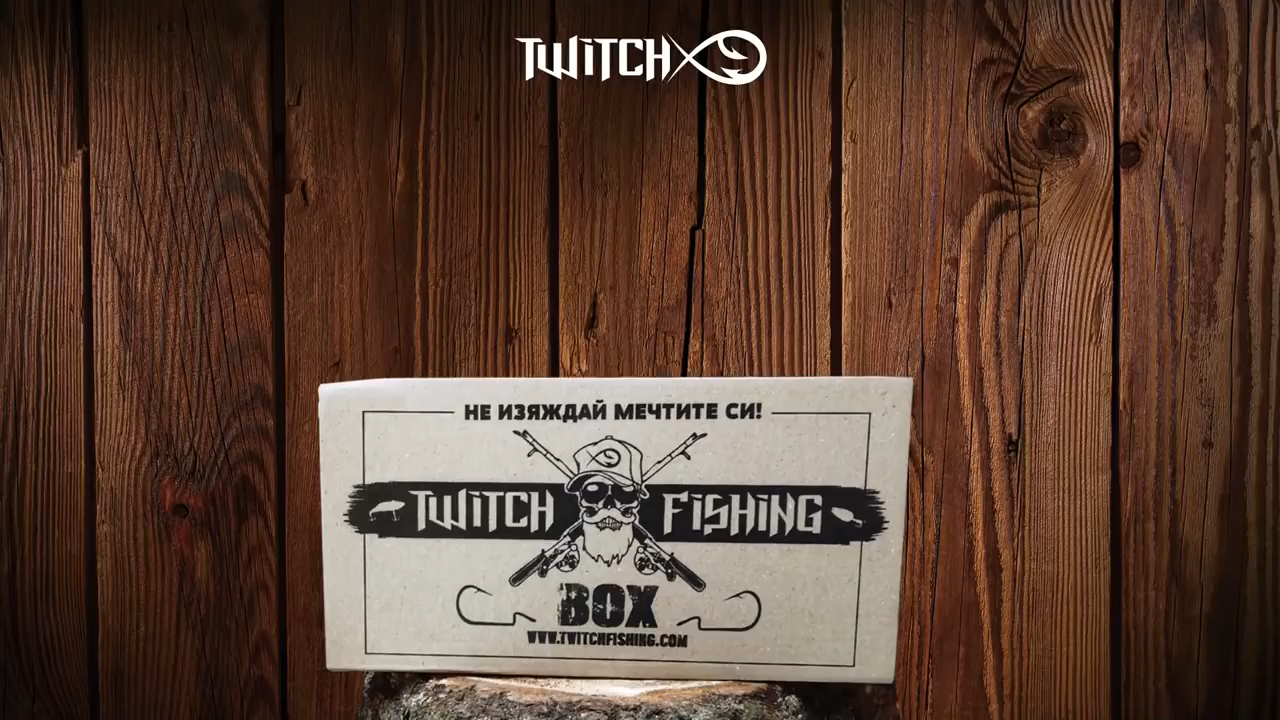 TWITCH
НЕ ИЗЯЖДАЙ МЕЧТИТЕ СИ!
TWITCH FISHING
BOX
WWW.TWITCHFISHING.COM